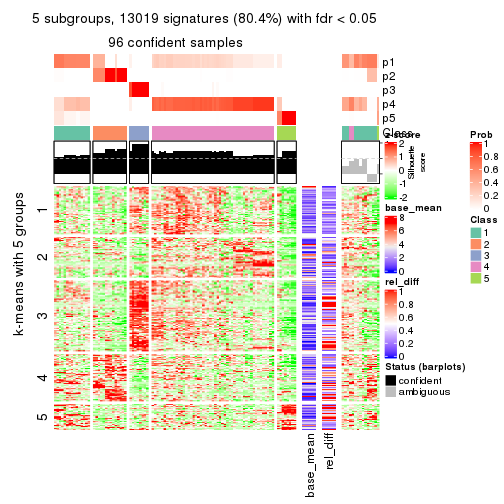 5 subgroups, 13019 signatures (80.4%) with fdr < 0.05
96 confident samples
p1
p2
p3
p4
p5
Class
z-score
2
1
0
-1
-2
Silhouette
score
Prob
1
0.8
0.6
0.4
0.2
0
Class
1
2
3
4
5
base_mean
8
6
4
2
0
rel_diff
1
0.8
0.6
0.4
0.2
0
Status (barplots)
confident
ambiguous
k-means with 5 groups
1
2
3
4
5
base_mean
rel_diff